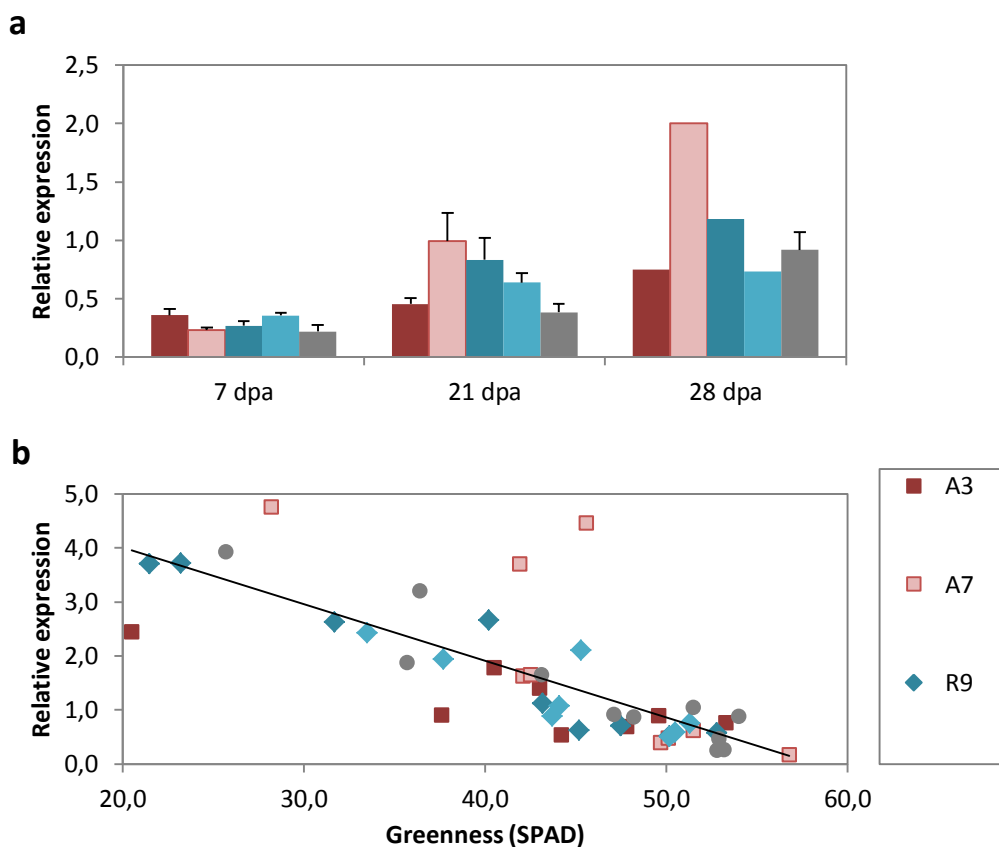 a
Relative expression
2,5
2,0
1,5
1,0
0,5
0,0
7 dpa 21 dpa 28 dpa
b
Relative expression
5,0
4,0
3,0
2,0
1,0
0,0
20,0 30,0 40,0 50,0 60,0
Greenness (SPAD)
A3
A7
R9